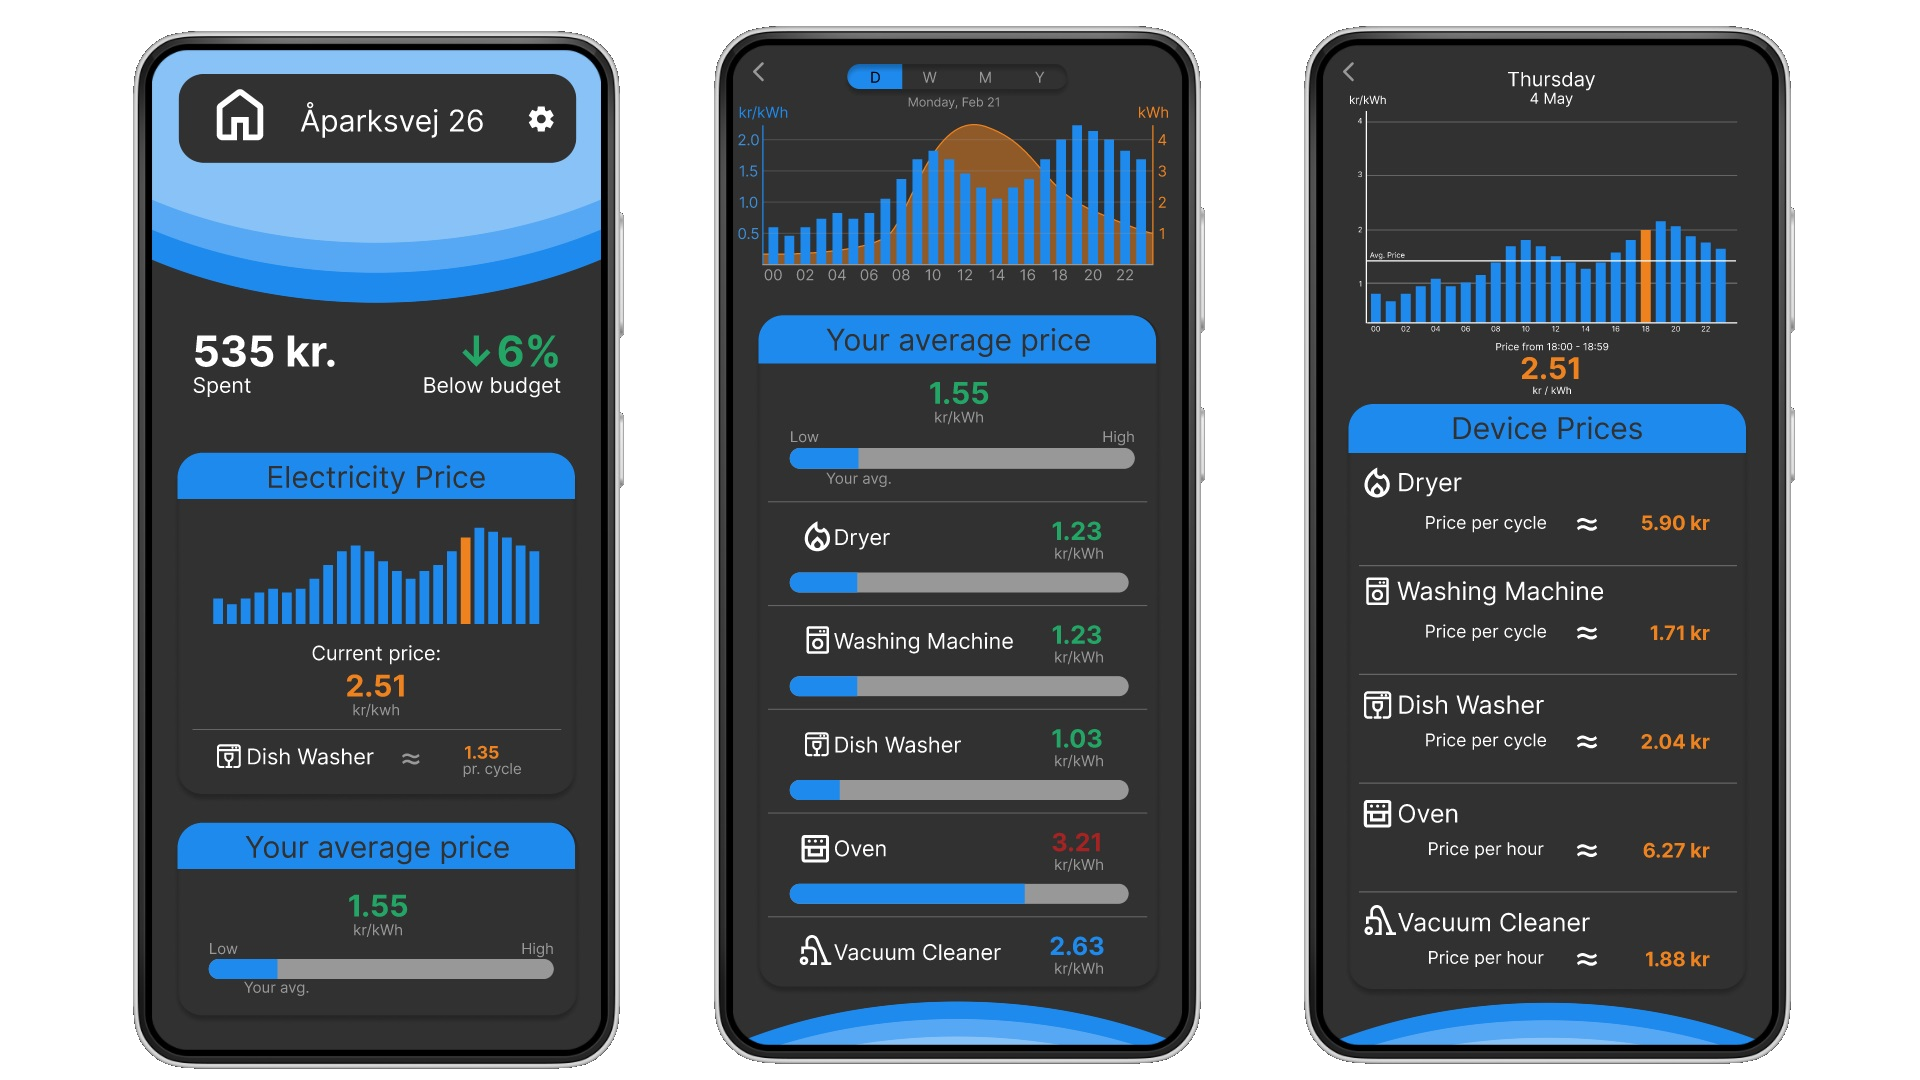 Åparksvej 26
535 kr.
Spent
↓6%
Below budget
Electricity Price
Current price:
2.51
kr/kwh
Dish Washer ≈ 1.35
pr. cycle
Your average price
1.55
kr/kWh
Low High
Your avg.
D W M Y
Monday, Feb 21
kr/kWh kWh
2.0 4
1.5 3
1.0 2
0.5 1
00 02 04 06 08 10 12 14 16 18 20 22
Your average price
1.55
kr/kWh
Low High
Your avg.
Dryer 1.23
kr/kWh
Washing Machine 1.23
kr/kWh
Dish Washer 1.03
kr/kWh
Oven 3.21
kr/kWh
Vacuum Cleaner 2.63
kr/kWh
Thursday
4 May
kr/kWh
4
3
2
Avg. Price
1
00 02 04 06 08 10 12 14 16 18 20 22
Price from 18:00 - 18:59
2.51
kr / kWh
Device Prices
Dryer
Price per cycle ≈ 5.90 kr
Washing Machine
Price per cycle ≈ 1.71 kr
Dish Washer
Price per cycle ≈ 2.04 kr
Oven
Price per hour ≈ 6.27 kr
Vacuum Cleaner
Price per hour ≈ 1.88 kr